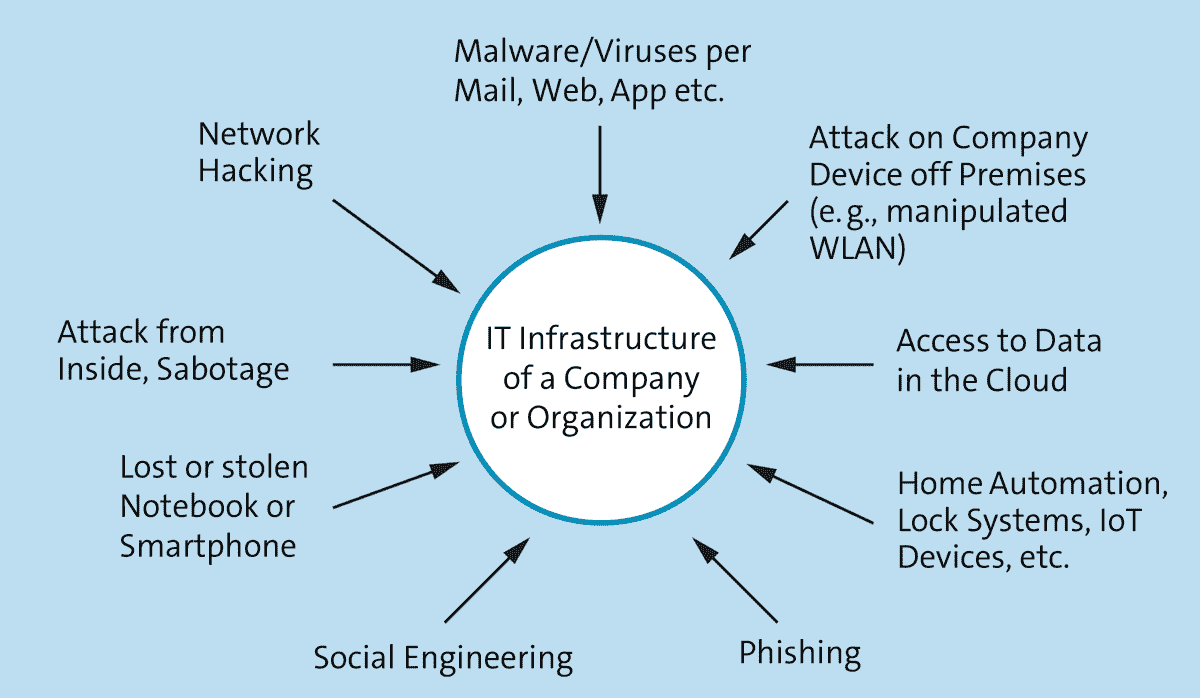 Malware/Viruses per
Mail, Web, App etc.
Network
Hacking
Attack on Company
Device off Premises
(e. g., manipulated
WLAN)
Attack from
Inside, Sabotage
IT Infrastructure
of a Company
or Organization
Access to Data
in the Cloud
Lost or stolen
Notebook or
Smartphone
Home Automation,
Lock Systems, IoT
Devices, etc.
Social Engineering
Phishing